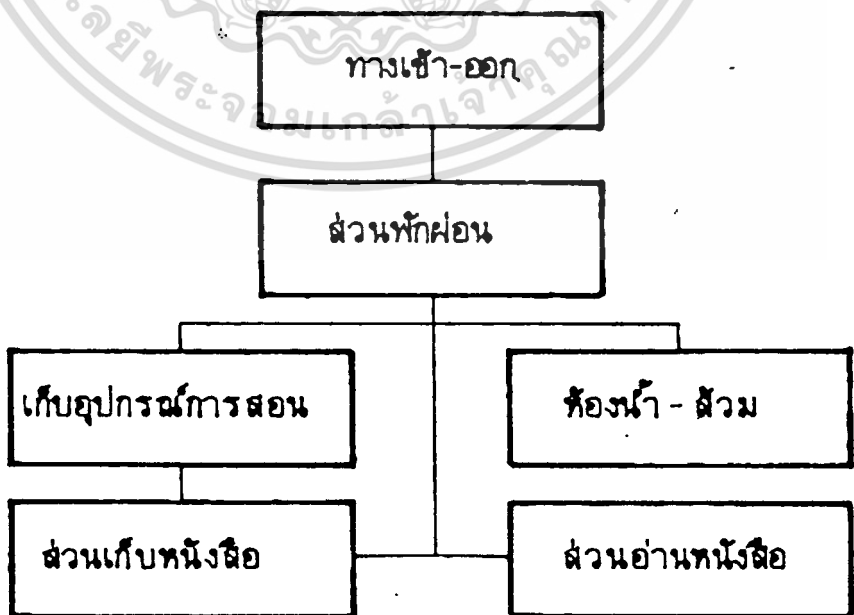 ทางเข้า-ออก
ส่วนพักผ่อน
เก็บอุปกรณ์การสอน
ห้องน้ำ - ส้วม
ส่วนเก็บหนังสือ
ส่วนอ่านหนังสือ